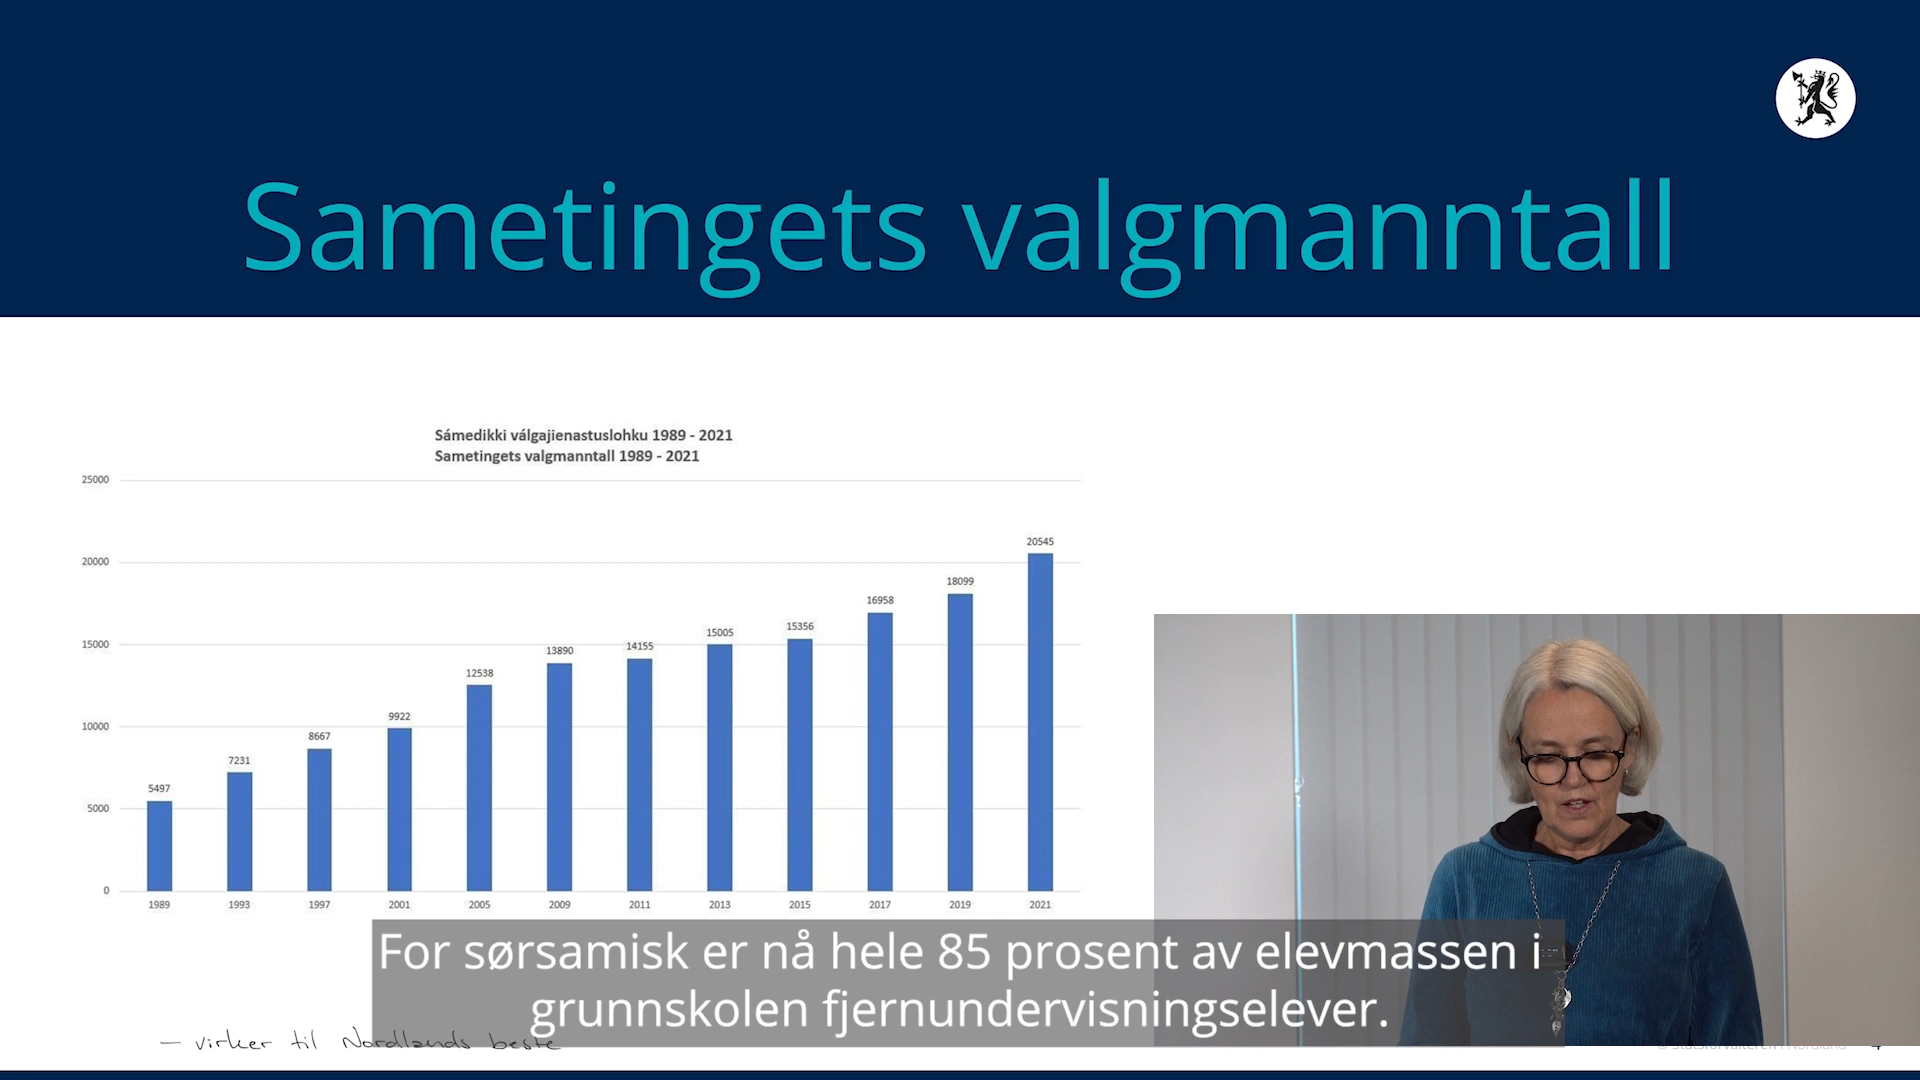 Sametingets valgmanntall
Sámedikki válgajienastuslohku 1989 - 2021
Sametingets valgmanntall 1989 - 2021
25000
20000
15000
10000
5000
0
5497
7231
8667
9922
12538
13890
14155
15005
15356
16958
18099
20545
1989 1993 1997 2001 2005 2009 2011 2013 2015 2017 2019 2021
For sørsamisk er nå hele 85 prosent av elevmassen i
grunnskolen fjernundervisningselever.
– virker til Nordlands beste